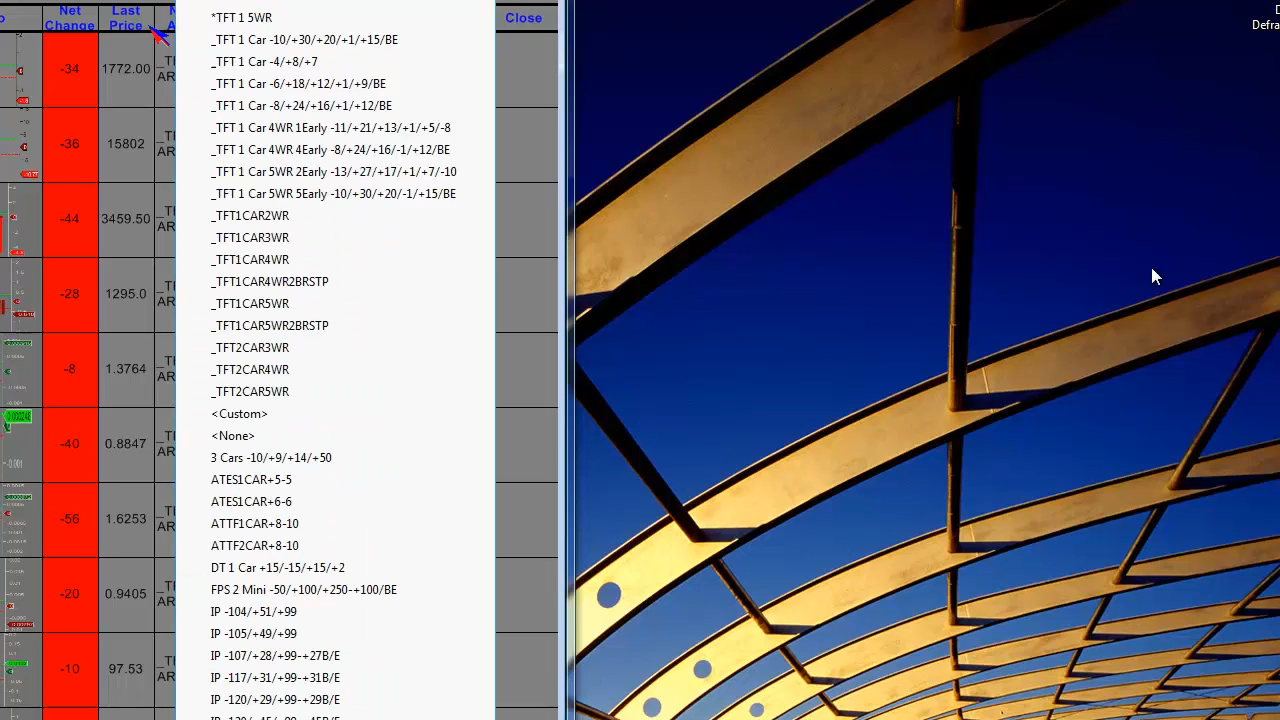 Net Change
Last Price
Close
-34 1772.00
-36 15802
-44 3459.50
-28 1295.0
-8 1.3764
-40 0.8847
-56 1.6253
-20 0.9405
-10 97.53
*TFT 1 5WR
_TFT 1 Car -10/+30/+20/+1/+15/BE
_TFT 1 Car -4/+8/+7
_TFT 1 Car -6/+18/+12/+1/+9/BE
_TFT 1 Car -8/+24/+16/+1/+12/BE
_TFT 1 Car 4WR 1Early -11/+21/+13/+1/+5/-8
_TFT 1 Car 4WR 4Early -8/+24/+16/-1/+12/BE
_TFT 1 Car 5WR 2Early -13/+27/+17/+1/+7/-10
_TFT 1 Car 5WR 5Early -10/+30/+20/-1/+15/BE
_TFT1CAR2WR
_TFT1CAR3WR
_TFT1CAR4WR
_TFT1CAR4WR2BRSTP
_TFT1CAR5WR
_TFT1CAR5WR2BRSTP
_TFT2CAR3WR
_TFT2CAR4WR
_TFT2CAR5WR
<Custom>
<None>
3 Cars -10/+9/+14/+50
ATES1CAR+5-5
ATES1CAR+6-6
ATTF1CAR+8-10
ATTF2CAR+8-10
DT 1 Car +15/-15/+15/+2
FPS 2 Mini -50/+100/+250-+100/BE
IP -104/+51/+99
IP -105/+49/+99
IP -107/+28/+99-+27B/E
IP -117/+31/+99-+31B/E
IP -120/+29/+99-+29B/E
Defra